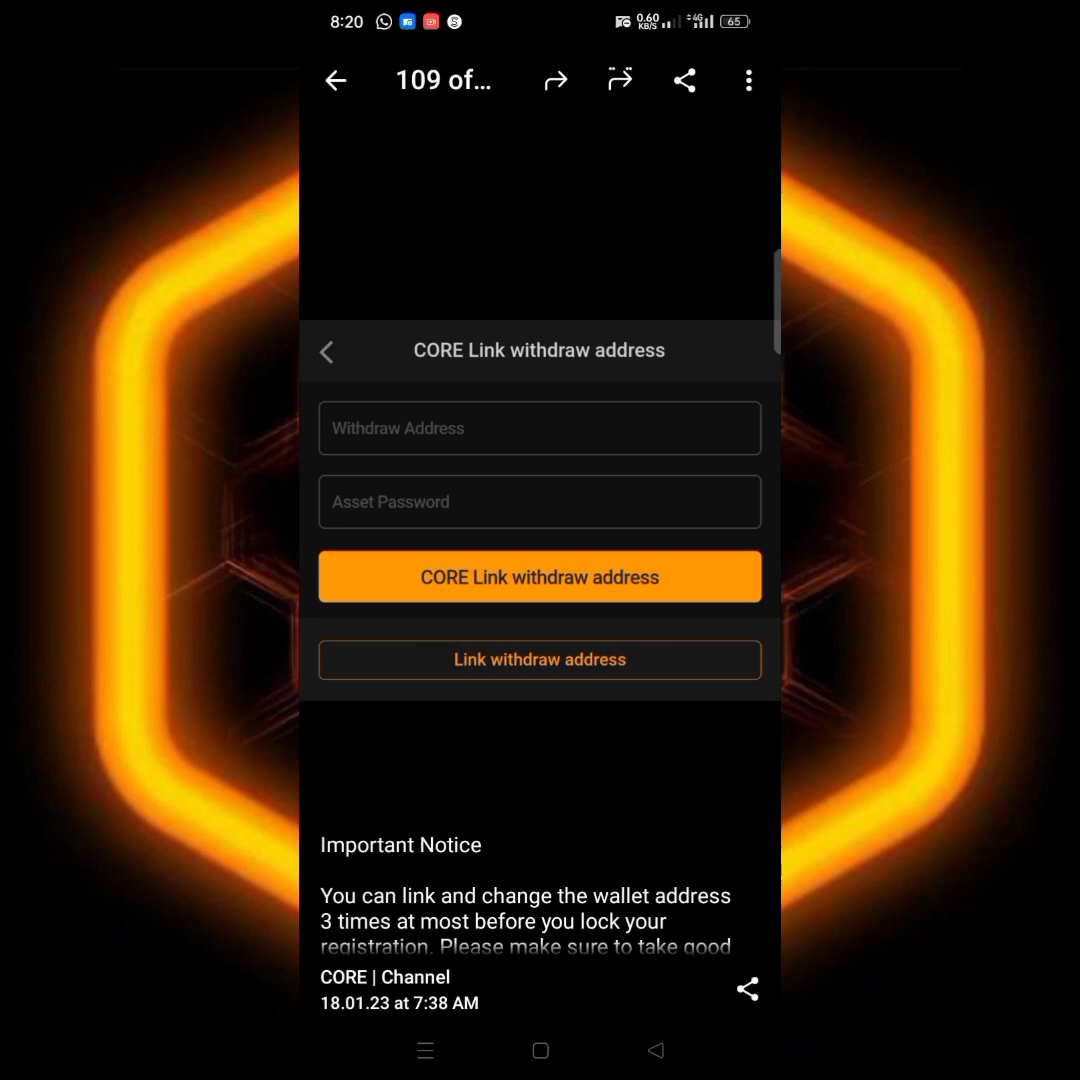 8:20
0.60
KB/S
4G
65
109 of...
CORE Link withdraw address
Withdraw Address
Asset Password
CORE Link withdraw address
Link withdraw address
Important Notice
You can link and change the wallet address
3 times at most before you lock your
registration. Please make sure to take good
CORE | Channel
18.01.23 at 7:38 AM